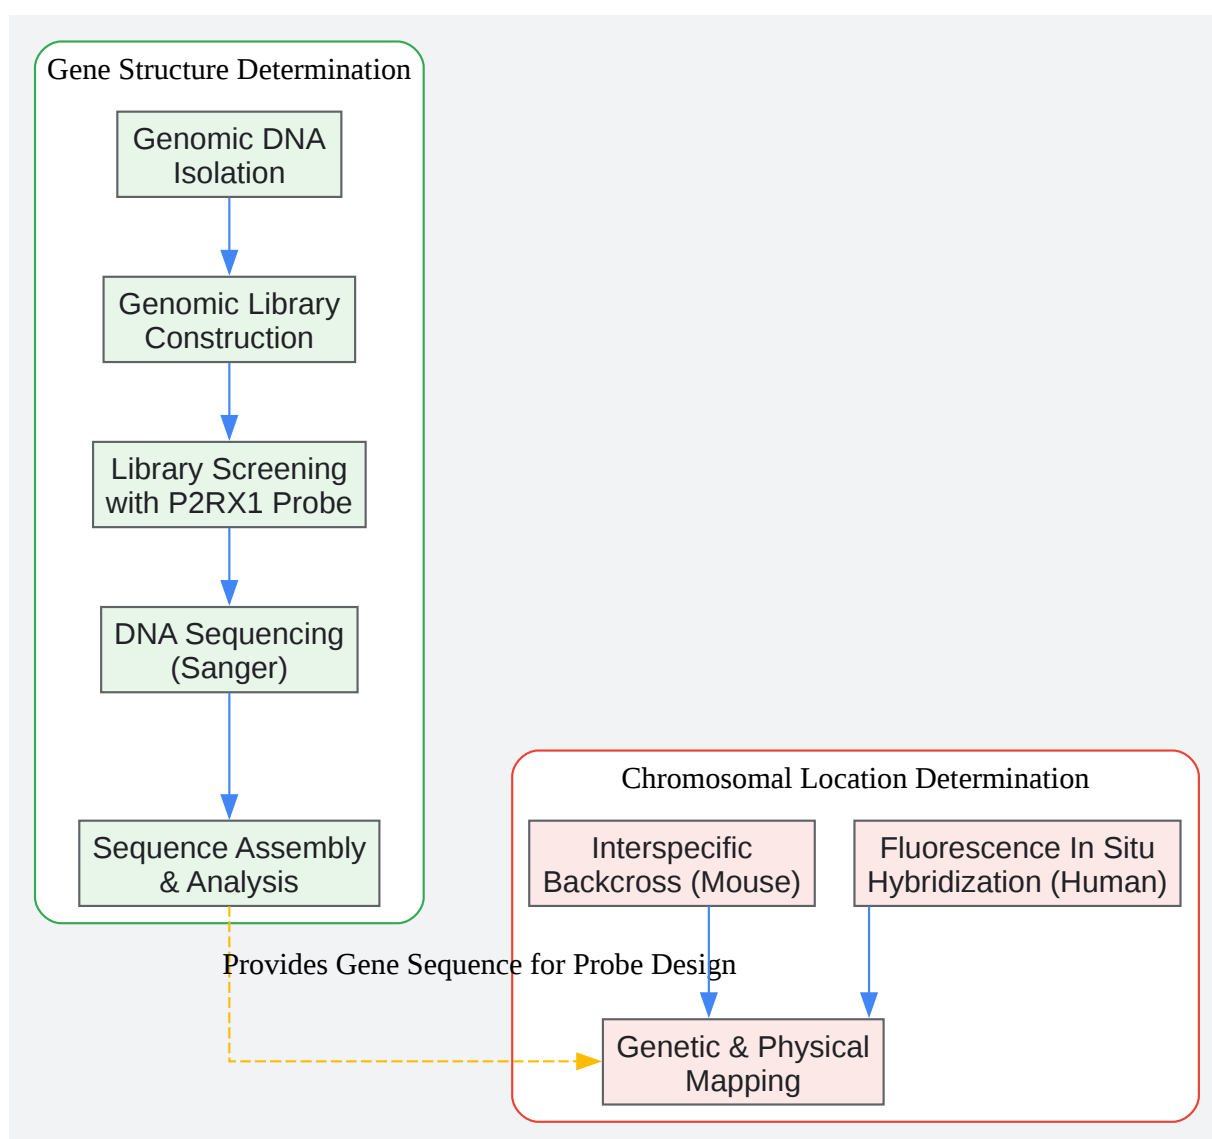 Gene Structure Determination
Genomic DNA
Isolation
Genomic Library
Construction
Library Screening
with P2RX1 Probe
DNA Sequencing
(Sanger)
Sequence Assembly
& Analysis
Provides Gene Sequence for Probe Design
Chromosomal Location Determination
Interspecific
Backcross (Mouse)
Fluorescence In Situ
Hybridization (Human)
Genetic & Physical
Mapping